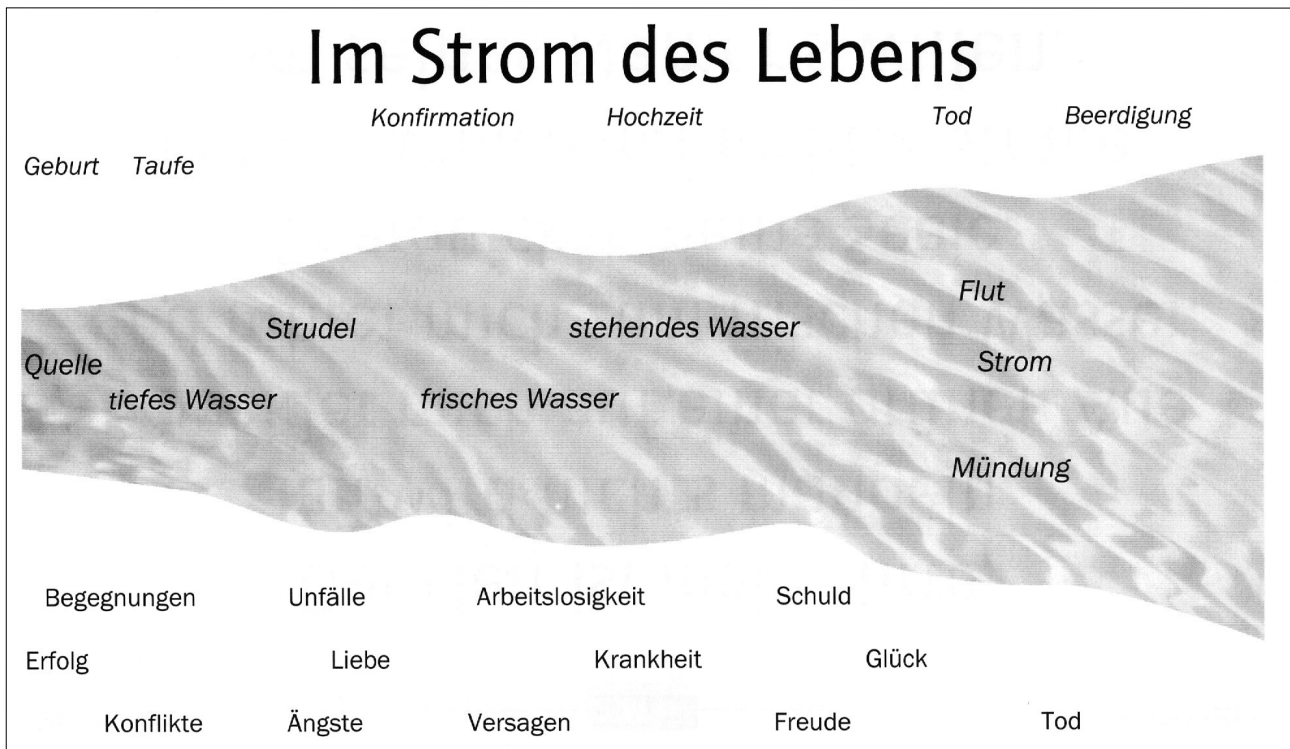 Im Strom des Lebens
Konfirmation Hochzeit Tod Beerdigung
Geburt Taufe
Flut
Strudel stehendes Wasser
Quelle Strom
tiefes Wasser frisches Wasser
Mündung
Begegnungen Unfälle Arbeitslosigkeit Schuld
Erfolg Liebe Krankheit Glück
Konflikte Ängste Versagen Freude Tod